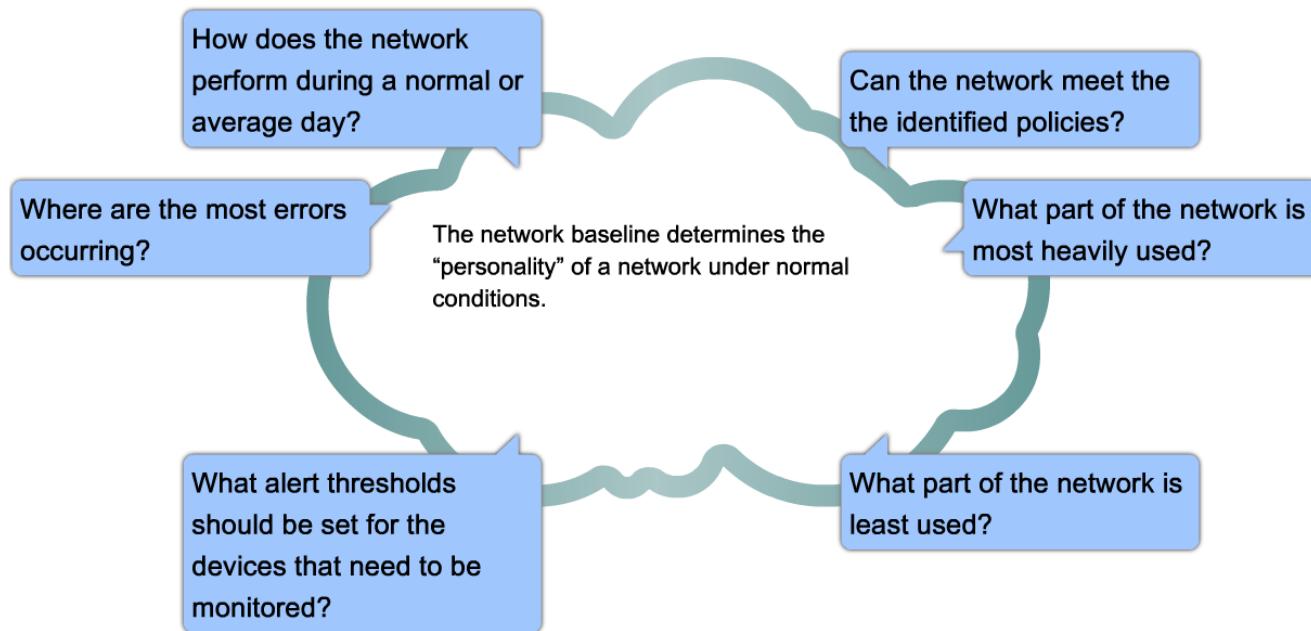 How does the network
perform during a normal or
average day?
Can the network meet the
the identified policies?
Where are the most errors
occurring?
What part of the network is
most heavily used?
The network baseline determines the
“personality” of a network under normal
conditions.
What alert thresholds
should be set for the
devices that need to be
monitored?
What part of the network is
least used?